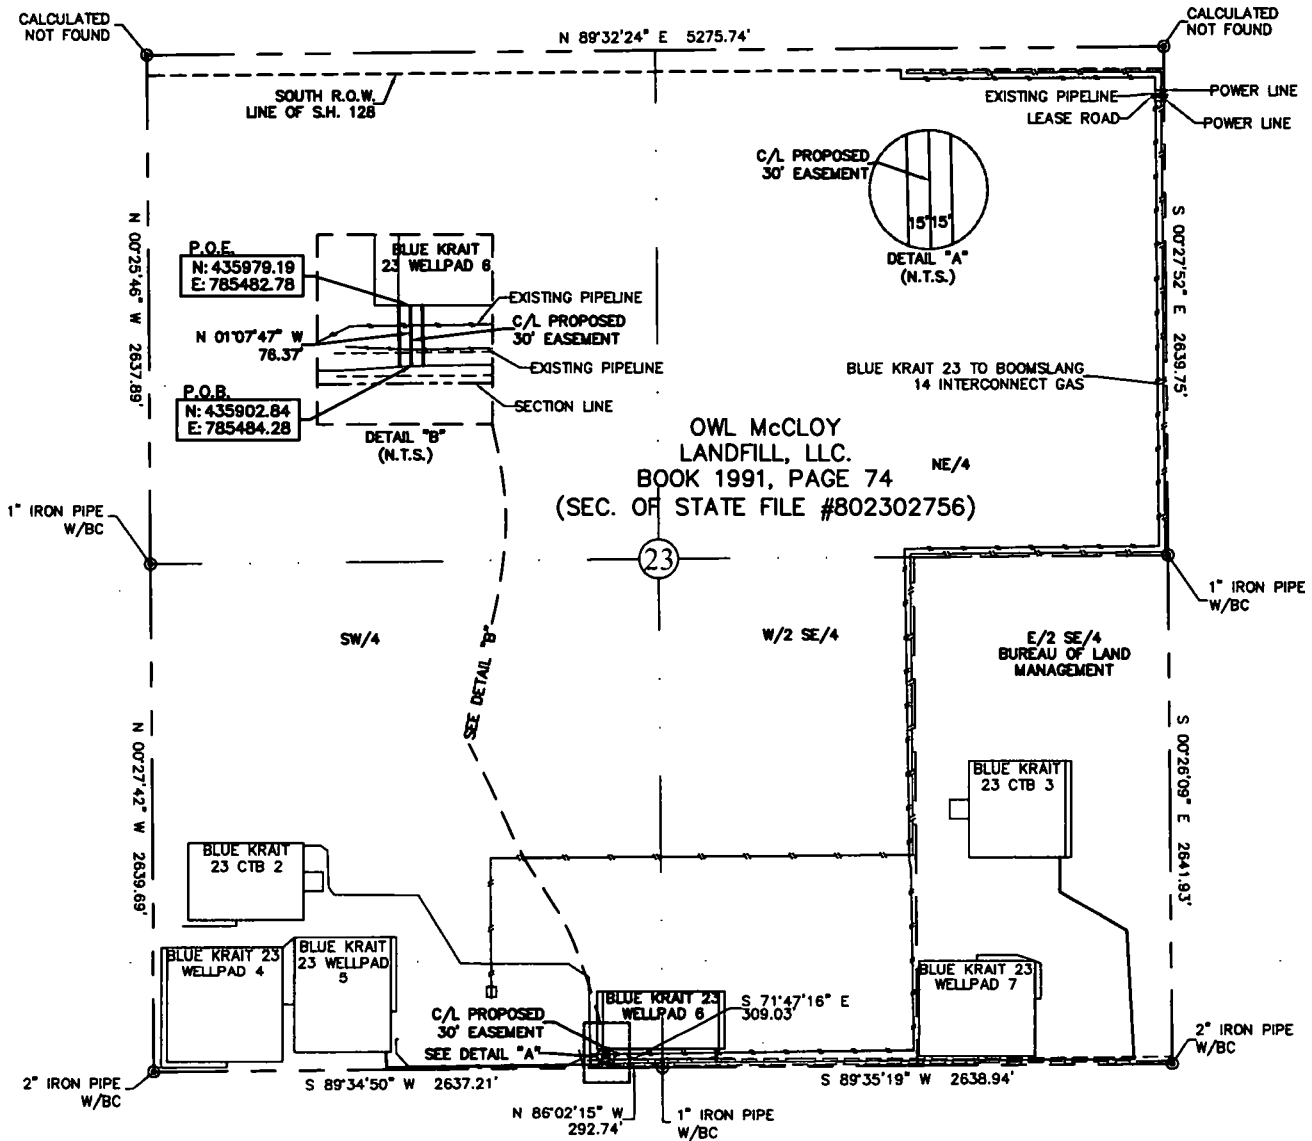 CALCULATED
NOT FOUND
N 89°32'24" E 5275.74'
CALCULATED
NOT FOUND
SOUTH R.O.W.
LINE OF S.H. 128
EXISTING PIPELINE
POWER LINE
LEASE ROAD
POWER LINE
C/L PROPOSED
30' EASEMENT
15'
15'
DETAIL "A"
(N.T.S.)
N 00°25'46" W 2637.89'
S 00°27'52" E 2639.75'
P.O.E.
N: 435979.19
E: 785482.78
BLUE KRAIT
23 WELLPAD 6
EXISTING PIPELINE
C/L PROPOSED
30' EASEMENT
N 01°07'47" W
76.37'
EXISTING PIPELINE
P.O.B.
N: 435902.84
E: 785484.28
SECTION LINE
DETAIL "B"
(N.T.S.)
BLUE KRAIT 23 TO BOOMSLANG
14 INTERCONNECT GAS
OWL McCLOY
LANDFILL, LLC.
BOOK 1991, PAGE 74
(SEC. OF STATE FILE #802302756)
NE/4
1" IRON PIPE
W/BC
23
1" IRON PIPE
W/BC
SW/4
W/2 SE/4
E/2 SE/4
BUREAU OF LAND
MANAGEMENT
SEE DETAIL "B"
N 00°27'42" W 2639.69'
S 00°26'09" E 2641.93'
BLUE KRAIT
23 CTB 3
BLUE KRAIT
23 CTB 2
BLUE KRAIT 23
WELLPAD 4
BLUE KRAIT
23 WELLPAD
5
BLUE KRAIT 23
WELLPAD 6
BLUE KRAIT 23
WELLPAD 7
S 71°47'16" E
309.03'
C/L PROPOSED
30' EASEMENT
SEE DETAIL "A"
2" IRON PIPE
W/BC
2" IRON PIPE
W/BC
S 89°34'50" W 2637.21'
S 89°35'19" W 2638.94'
N 86°02'15" W
292.74'
1" IRON PIPE
W/BC